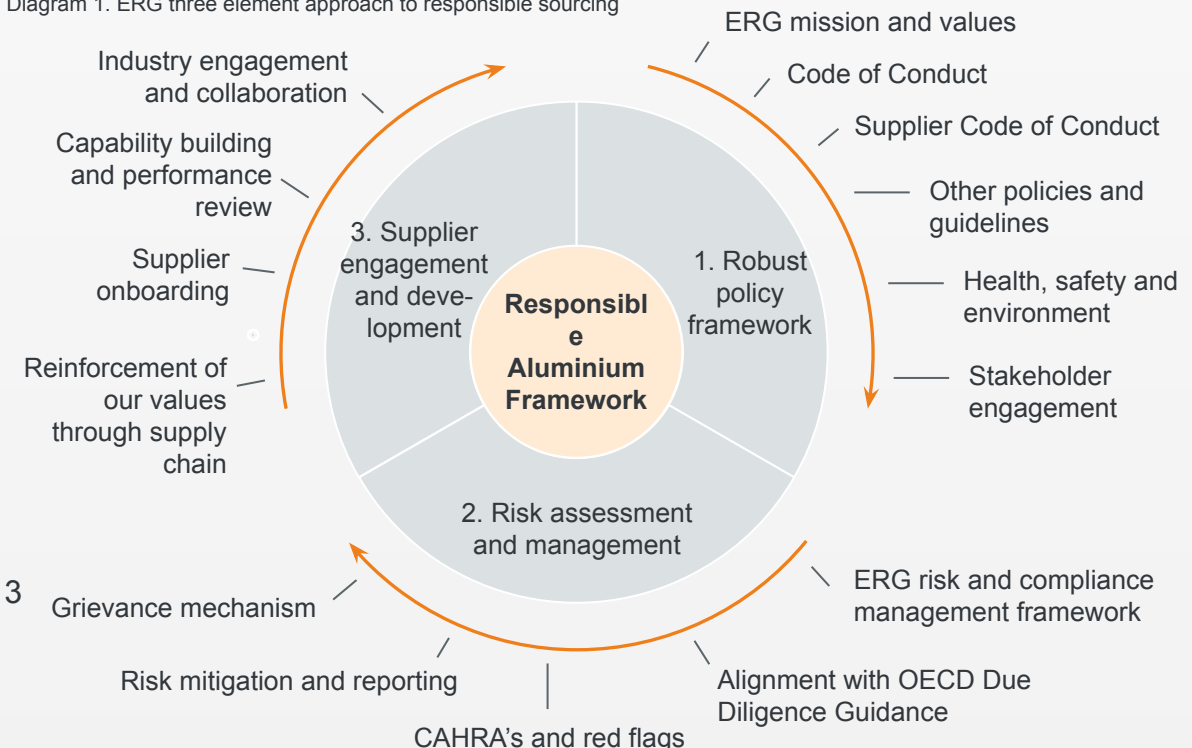 Diagram 1. ERG three element approach to responsible sourcing
ERG mission and values
Code of Conduct
Supplier Code of Conduct
Other policies and
guidelines
Health, safety and
environment
Stakeholder
engagement
1. Robust
policy
framework
ERG risk and compliance
management framework
Alignment with OECD Due
Diligence Guidance
CAHRA's and red flags
Risk mitigation and reporting
Grievance mechanism
2. Risk assessment
and management
Reinforcement of
our values
through supply
chain
Supplier
onboarding
Capability building
and performance
review
Industry engagement
and collaboration
3. Supplier
engagement
and deve-
lopment
Responsibl
e
Aluminium
Framework
3